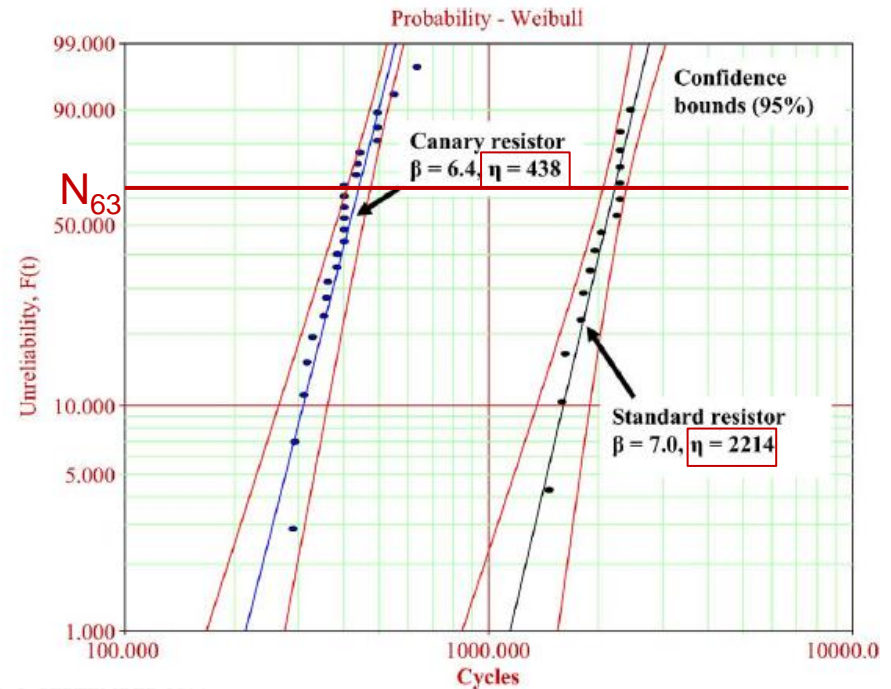 Probability - Weibull
99.000
90.000
50.000
10.000
5.000
1.000
Unreliability, F(t)
N63
Canary resistor
β = 6.4, η = 438
Confidence
bounds (95%)
Standard resistor
β = 7.0, η = 2214
100.000
1000.000
10000.0
Cycles